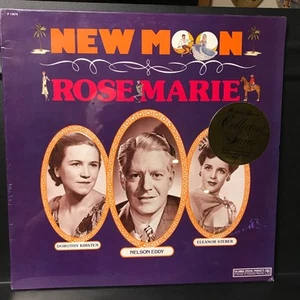 NEW MOON
&
ROSE MARIE
DOROTHY KIRSTEN
NELSON EDDY
ELEANOR STEBER